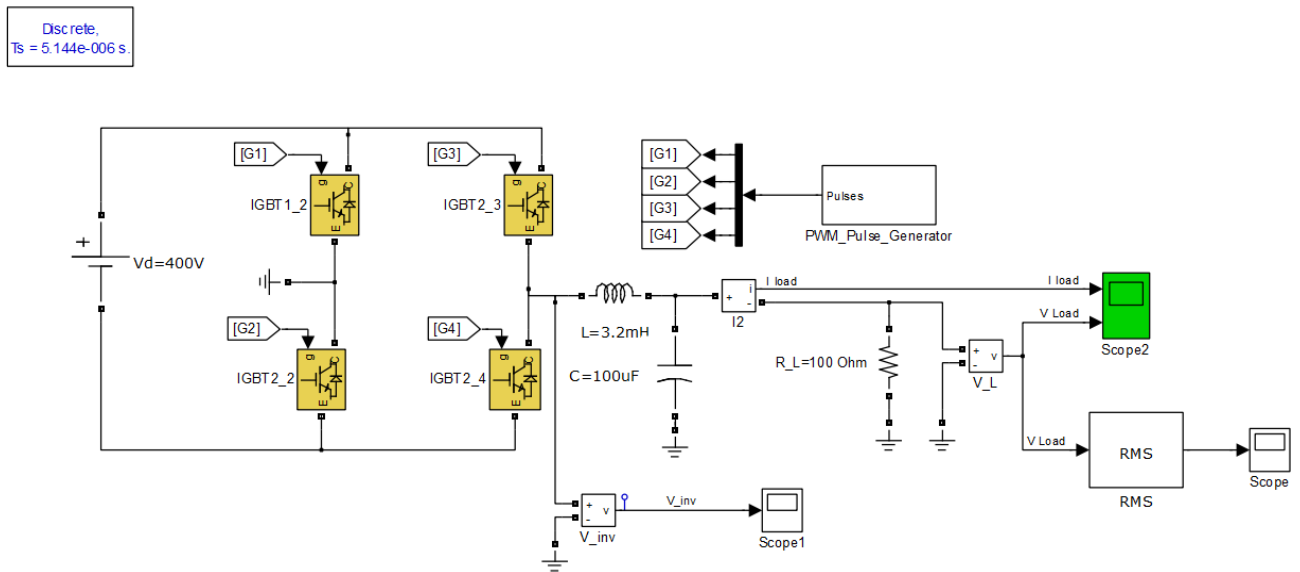 Discrete,
Ts = 5.144e-006 s.
[G1]
g
C
E
IGBT1_2
[G3]
g
C
E
IGBT2_3
[G1]
[G2]
[G3]
[G4]
Pulses
PWM_Pulse_Generator
+
Vd=400V
[G2]
g
C
E
IGBT2_2
[G4]
g
C
E
IGBT2_4
L=3.2mH
C=100uF
+
i
-
I2
I load
I load
V Load
Scope2
R_L=100 Ohm
+
-
v
V_L
V Load
RMS
RMS
Scope
+
-
v
V_inv
V_inv
Scope1